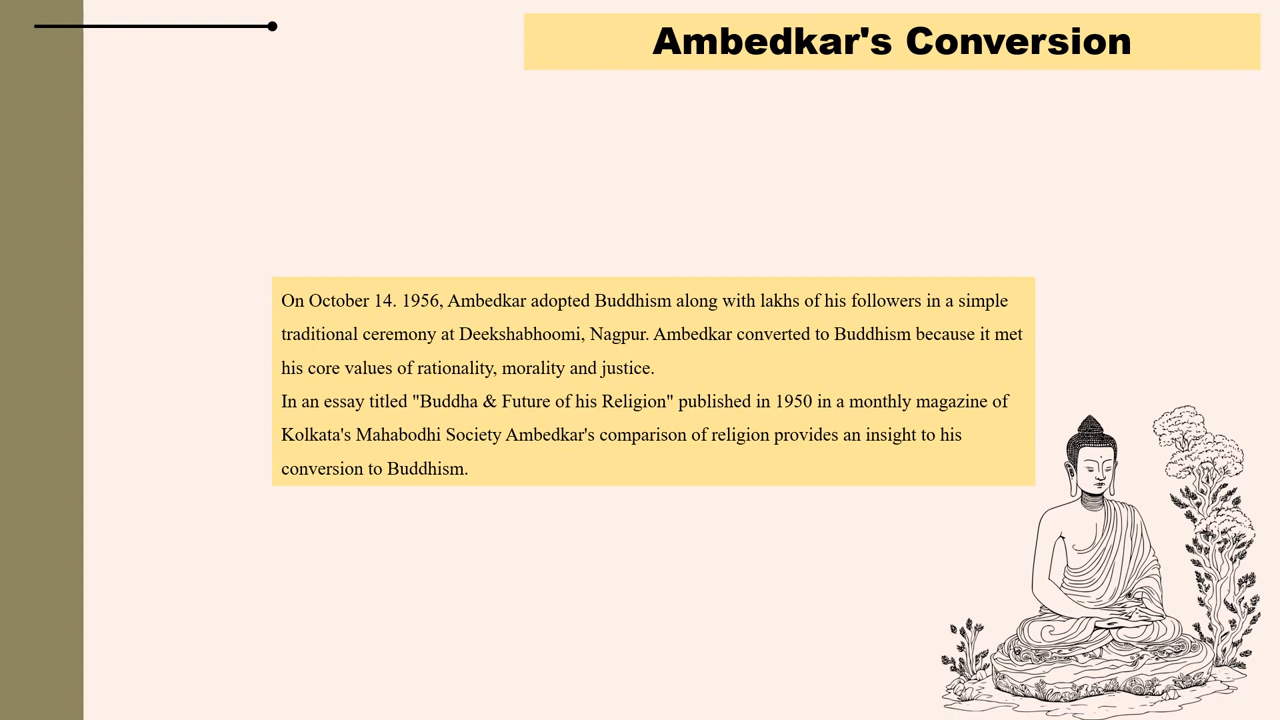 Ambedkar's Conversion
On October 14. 1956, Ambedkar adopted Buddhism along with lakhs of his followers in a simple
traditional ceremony at Deekshabhoomi, Nagpur. Ambedkar converted to Buddhism because it met
his core values of rationality, morality and justice.
In an essay titled "Buddha & Future of his Religion" published in 1950 in a monthly magazine of
Kolkata's Mahabodhi Society Ambedkar's comparison of religion provides an insight to his
conversion to Buddhism.